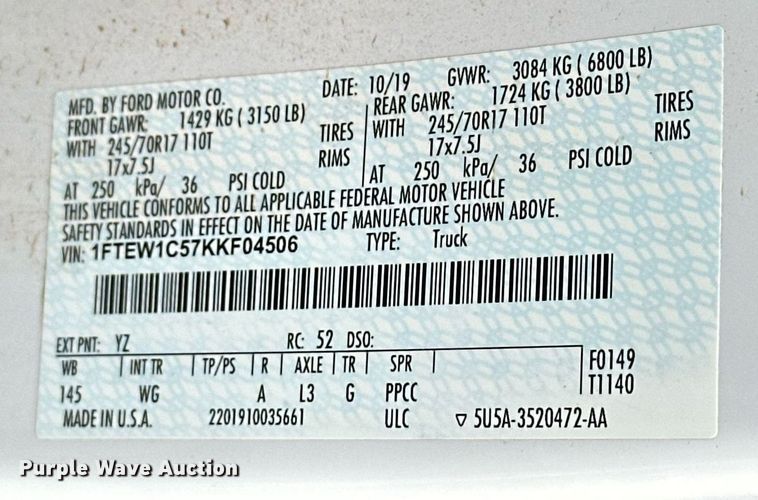 MFD. BY FORD MOTOR CO. DATE: 10/19 GVWR: 3084 KG ( 6800 LB)
FRONT GAWR: 1429 KG ( 3150 LB) REAR GAWR: 1724 KG ( 3800 LB)
WITH 245/70R17 110T TIRES WITH 245/70R17 110T TIRES
17x7.5J RIMS 17x7.5J RIMS
AT 250 kPa/ 36 PSI COLD AT 250 kPa/ 36 PSI COLD
THIS VEHICLE CONFORMS TO ALL APPLICABLE FEDERAL MOTOR VEHICLE
SAFETY STANDARDS IN EFFECT ON THE DATE OF MANUFACTURE SHOWN ABOVE.
VIN: 1FTEW1C57KKF04506 TYPE: Truck
EXT PNT: YZ RC: 52 DSO:
WB INT TR TP/PS R AXLE TR SPR F0149
145 WG A L3 G PPCC T1140
MADE IN U.S.A. 2201910035661 ULC ▽ 5U5A-3520472-AA
Purple Wave Auction